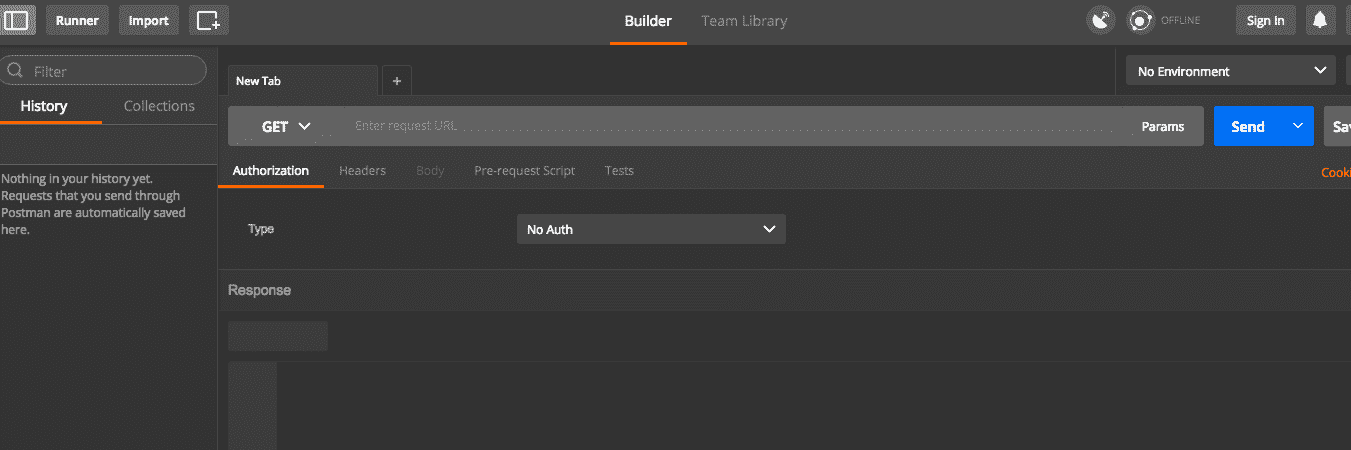 Runner Import Builder Team Library OFFLINE Sign In
Filter
New Tab + No Environment
History Collections
GET Enter request URL Params Send
Authorization Headers Body Pre-request Script Tests
Nothing in your history yet.
Requests that you send through
Postman are automatically saved
here.
Type No Auth
Response